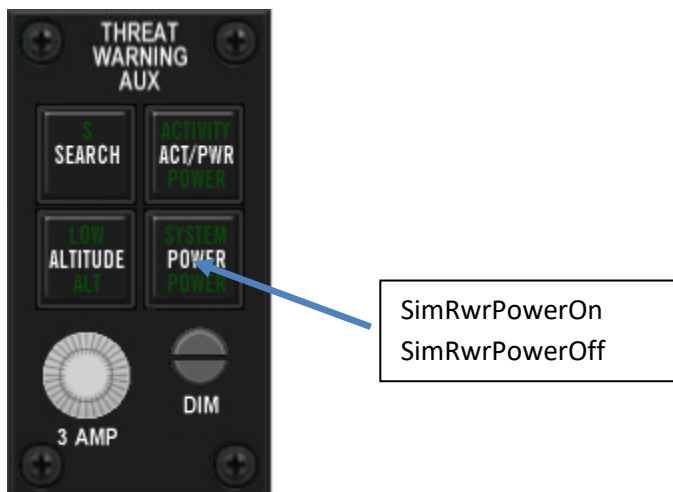 THREAT
WARNING
AUX
S
SEARCH
ACTIVITY
ACT/PWR
POWER
LOW
ALTITUDE
ALT
SYSTEM
POWER
POWER
3 AMP
DIM
SimRwrPowerOn
SimRwrPowerOff